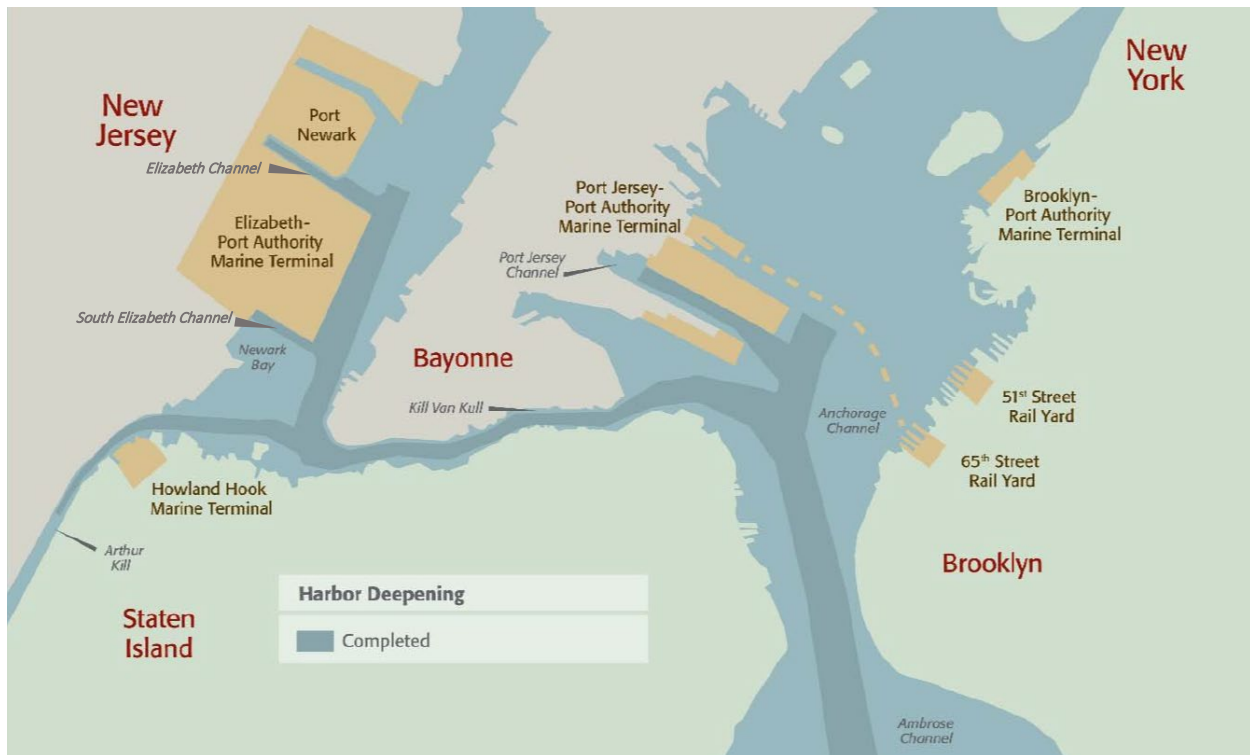 New
Jersey
Port
Newark
Elizabeth Channel
Elizabeth-
Port Authority
Marine Terminal
South Elizabeth Channel
Newark
Bay
Bayonne
Kill Van Kull
Port Jersey-
Port Authority
Marine Terminal
Port Jersey
Channel
New
York
Brooklyn-
Port Authority
Marine Terminal
51st Street
Rail Yard
Anchorage
Channel
65th Street
Rail Yard
Howland Hook
Marine Terminal
Arthur
Kill
Staten
Island
Brooklyn
Harbor Deepening
Completed
Ambrose
Channel